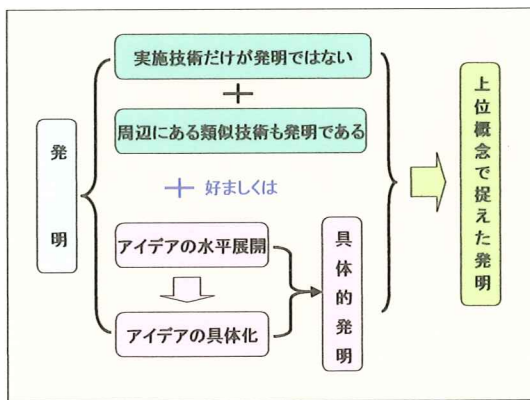 実施技術だけが発明ではない
+
周辺にある類似技術も発明である
+ 好ましくは
発明
アイデアの水平展開
アイデアの具体化
具体的発明
上位概念で捉えた発明